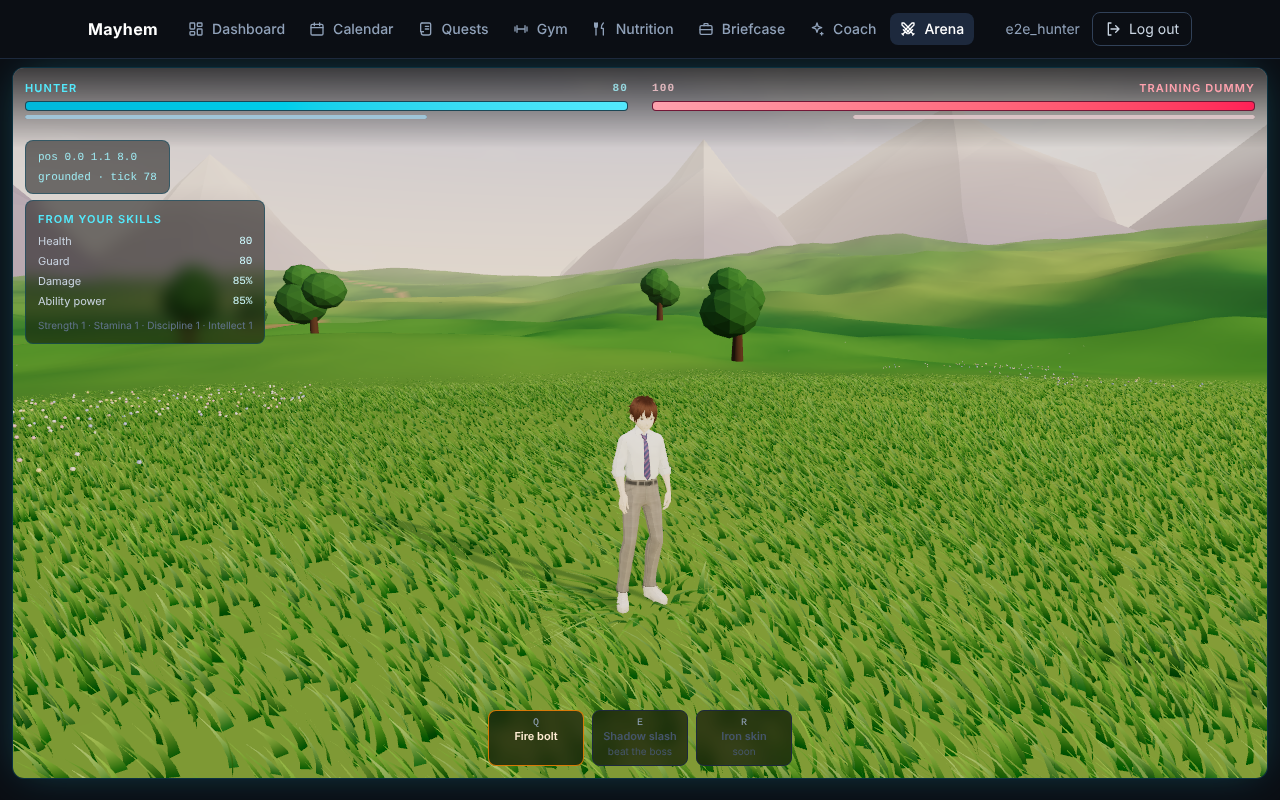 Mayhem
Dashboard
Calendar
Quests
Gym
Nutrition
Briefcase
Coach
Arena
e2e_hunter
Log out
HUNTER
80
100
TRAINING DUMMY
pos 0.0 1.1 8.0
grounded · tick 78
FROM YOUR SKILLS
Health 80
Guard 80
Damage 85%
Ability power 85%
Strength 1 · Stamina 1 · Discipline 1 · Intellect 1
Q
Fire bolt
E
Shadow slash
beat the boss
R
Iron skin
soon